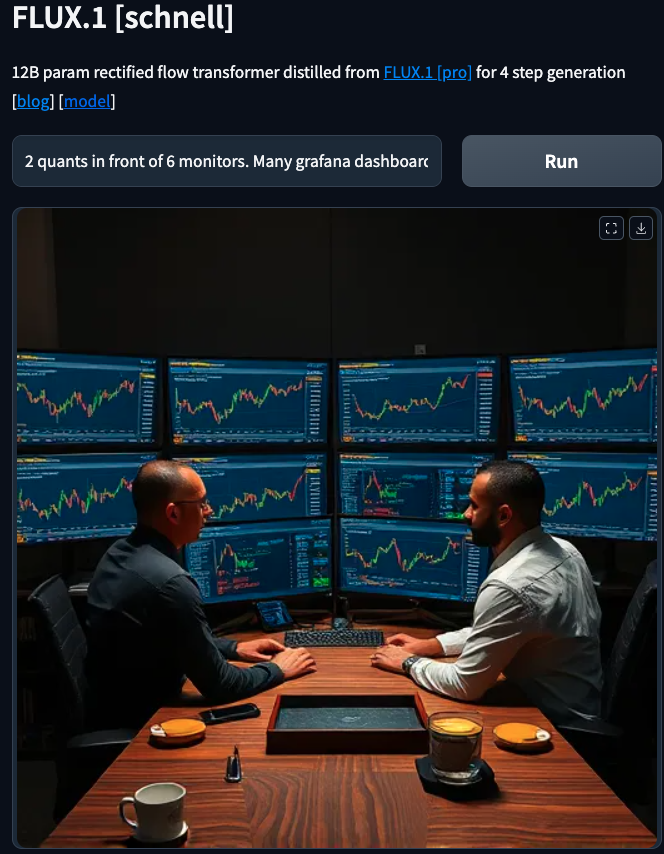 FLUX.1 [schnell]
12B param rectified flow transformer distilled from FLUX.1 [pro] for 4 step generation
[blog] [model]
2 quants in front of 6 monitors. Many grafana dashboard
Run